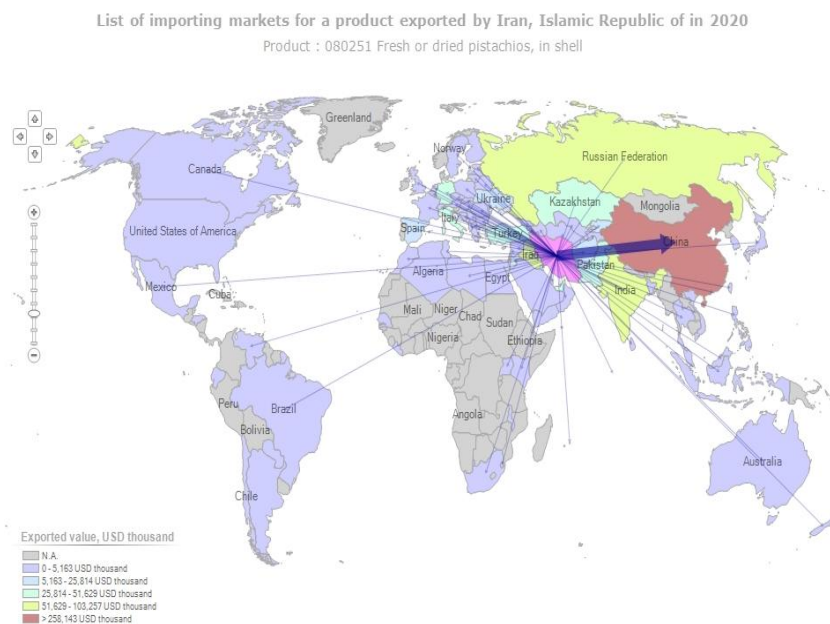 List of importing markets for a product exported by Iran, Islamic Republic of in 2020
Product : 080251 Fresh or dried pistachios, in shell
Greenland
Norway
Russian Federation
Canada
Ukraine
Kazakhstan
Mongolia
Italy
Spain
Turkey
United States of America
China
Iraq
Pakistan
Algeria
Egypt
Mexico
India
Cuba
Mali
Niger
Chad
Sudan
Nigeria
Ethiopia
Peru
Brazil
Angola
Bolivia
Australia
Chile
Exported value, USD thousand
N.A.
0 - 5,163 USD thousand
5,163 - 25,814 USD thousand
25,814 - 51,629 USD thousand
51,629 - 103,257 USD thousand
> 258,143 USD thousand